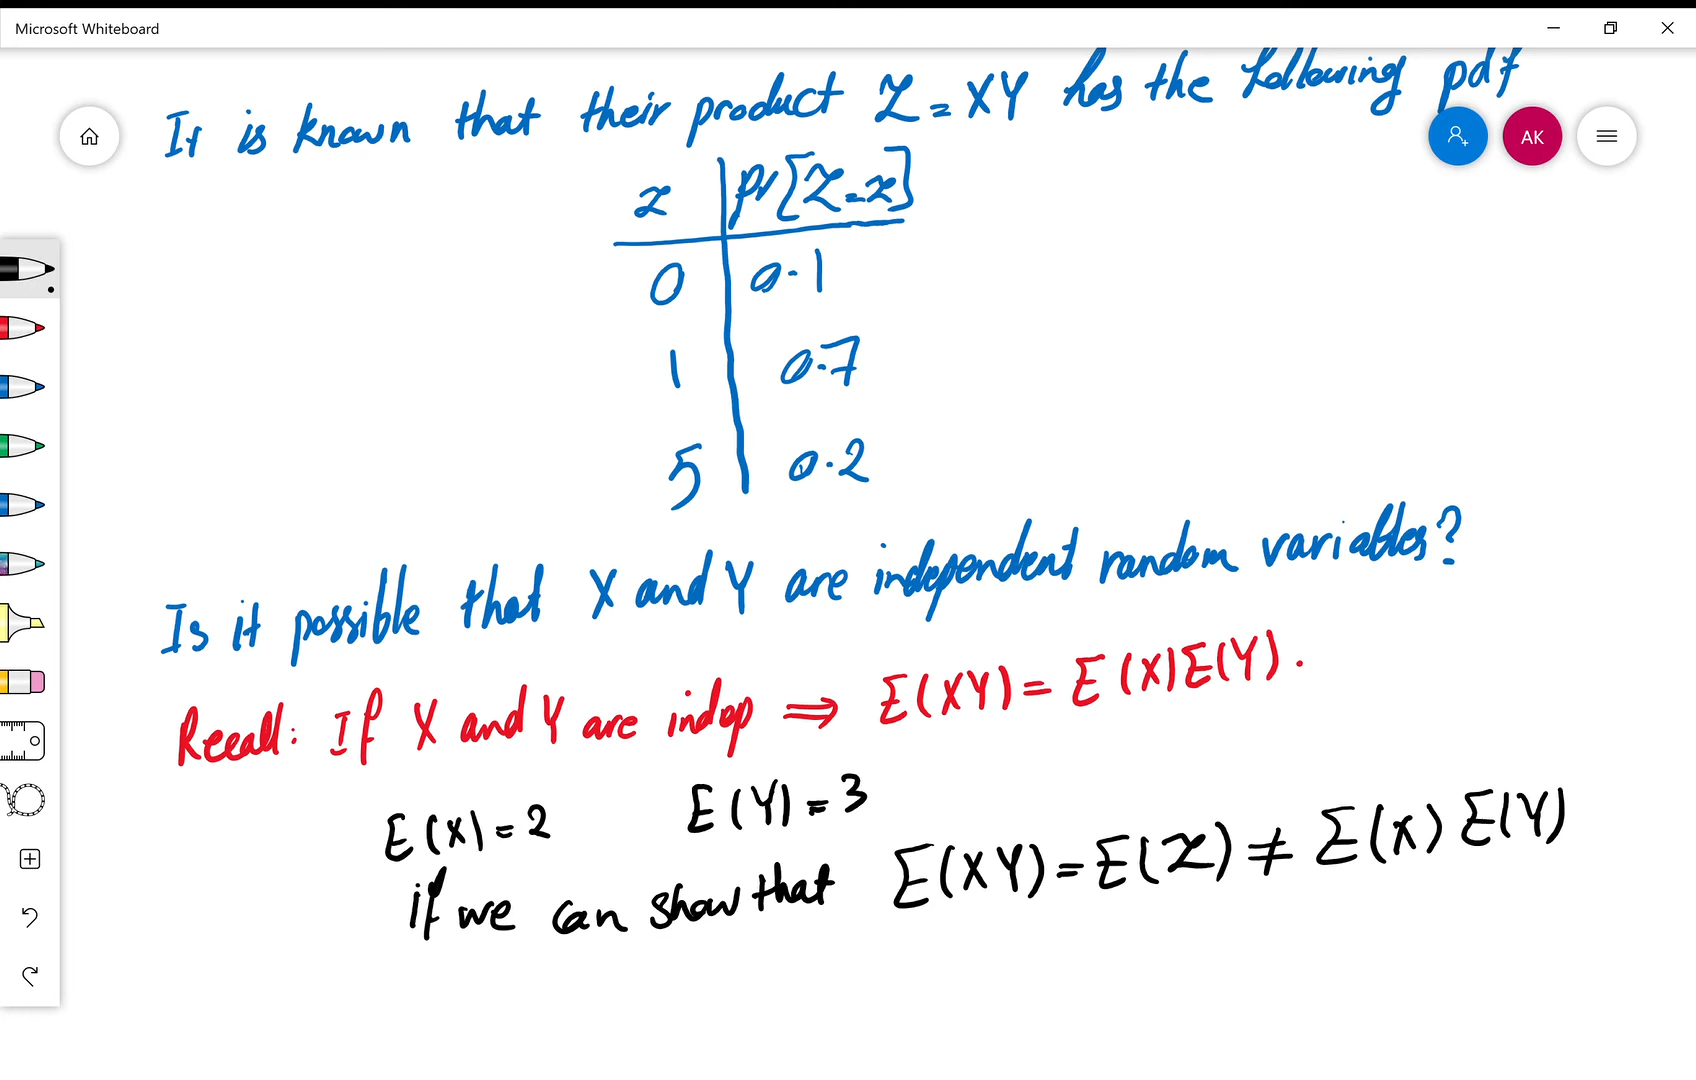 Microsoft Whiteboard
It is known that their product Z = XY has the following pdf
AK
z Pr[Z=z]
0 0.1
1 0.7
5 0.2
Is it possible that X and Y are independent random variables?
Recall: If X and Y are indep ⇒ E(XY) = E(X)E(Y).
E(X) = 2 E(Y) = 3
if we can show that E(XY) = E(Z) ≠ E(X) E(Y)